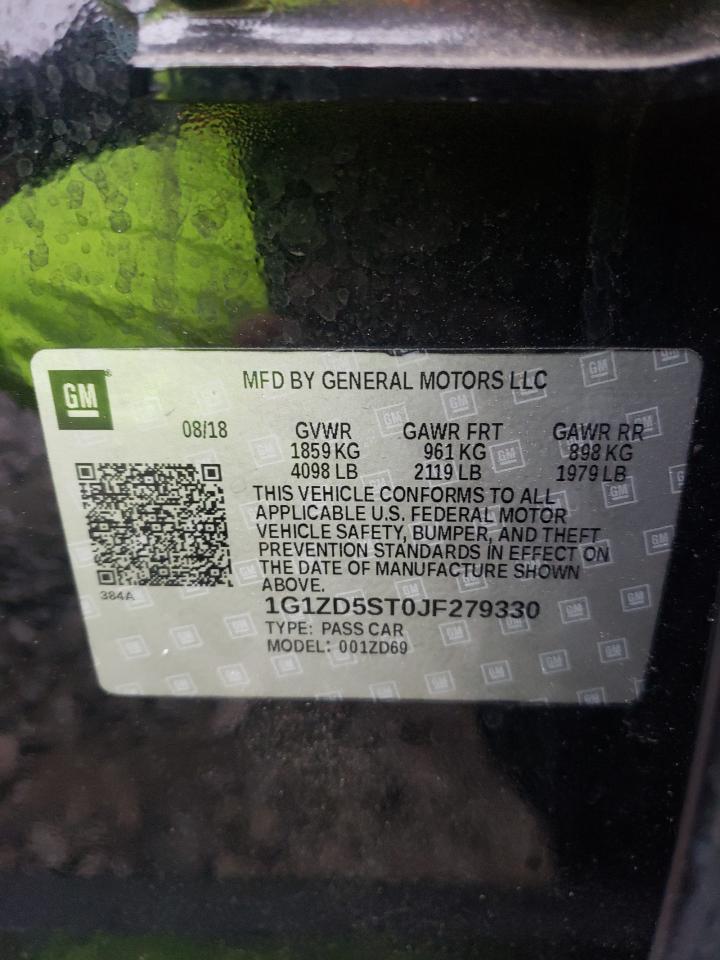 GM
MFD BY GENERAL MOTORS LLC
08/18 GVWR GAWR FRT GAWR RR
1859 KG 961 KG 898 KG
4098 LB 2119 LB 1979 LB
THIS VEHICLE CONFORMS TO ALL
APPLICABLE U.S. FEDERAL MOTOR
VEHICLE SAFETY, BUMPER, AND THEFT
PREVENTION STANDARDS IN EFFECT ON
THE DATE OF MANUFACTURE SHOWN
ABOVE.
384A
1G1ZD5ST0JF279330
TYPE: PASS CAR
MODEL: 001ZD69